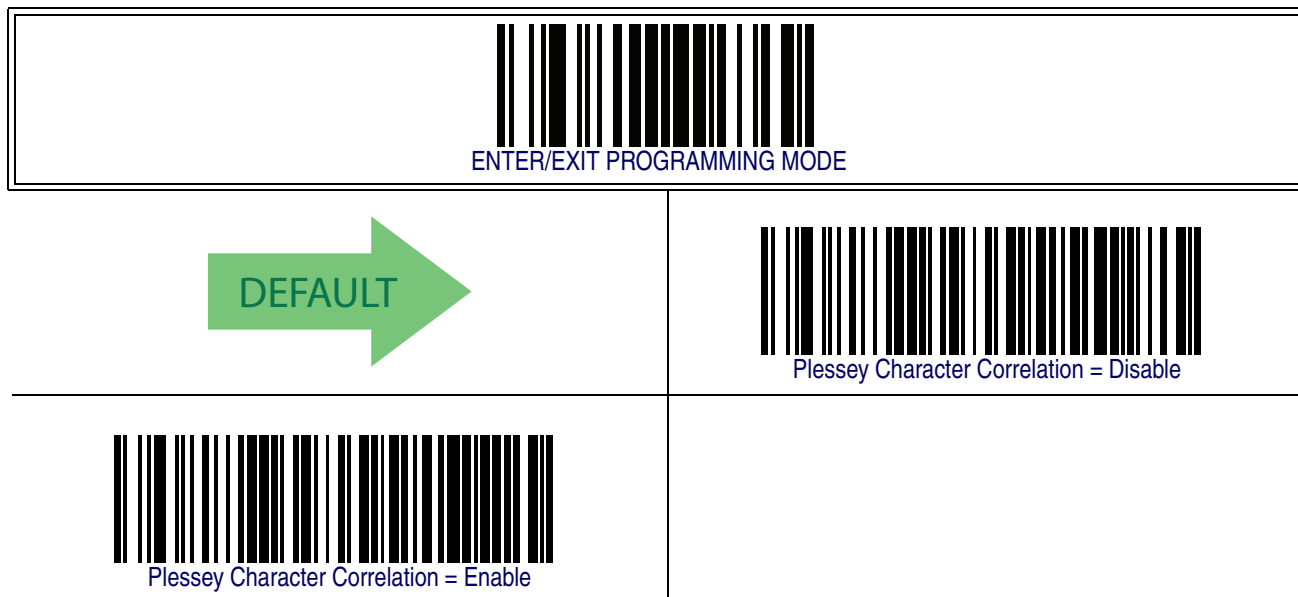 ENTER/EXIT PROGRAMMING MODE
DEFAULT
Plessey Character Correlation = Disable
Plessey Character Correlation = Enable